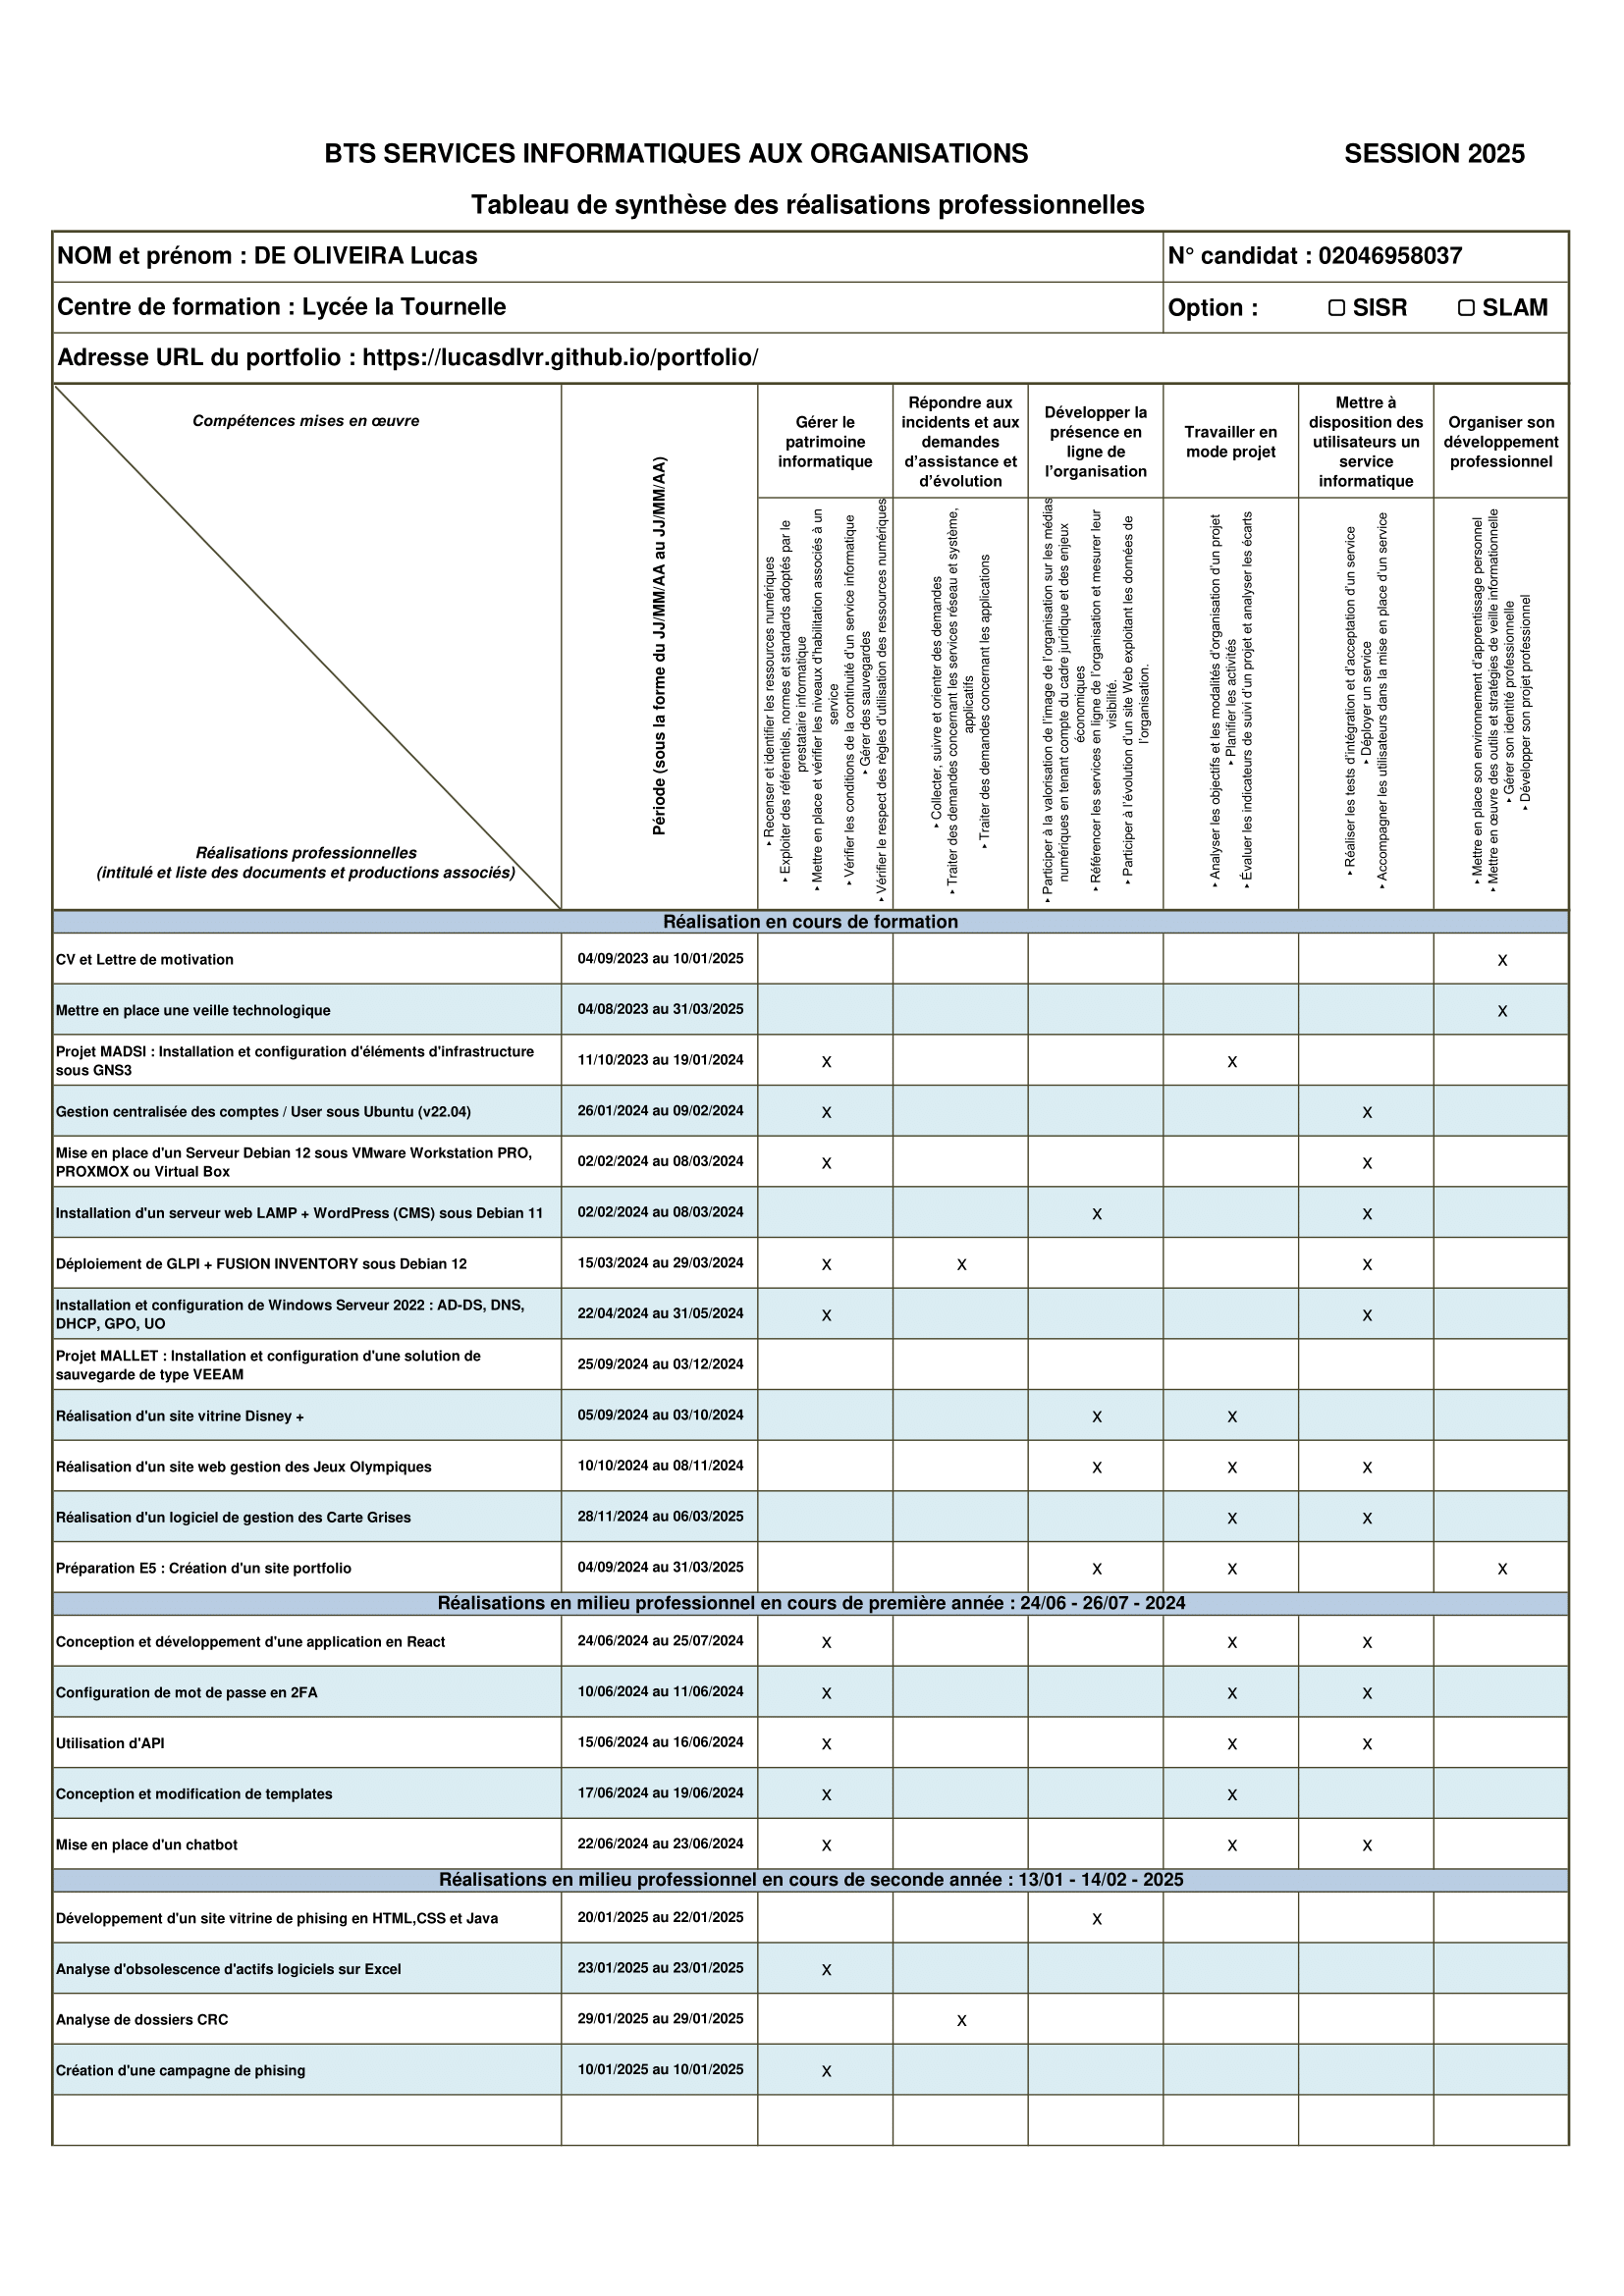 BTS SERVICES INFORMATIQUES AUX ORGANISATIONS SESSION 2025
Tableau de synthèse des réalisations professionnelles
NOM et prénom : DE OLIVEIRA Lucas N° candidat : 02046958037
Centre de formation : Lycée la Tournelle Option : ▢ SISR ▢ SLAM
Adresse URL du portfolio : https://lucasdlvr.github.io/portfolio/
Compétences mises en œuvre
Réalisations professionnelles
(intitulé et liste des documents et productions associés)
Période (sous la forme du JJ/MM/AA au JJ/MM/AA)
Gérer le
patrimoine
informatique
Répondre aux
incidents et aux
demandes
d'assistance et
d'évolution
Développer la
présence en
ligne de
l'organisation
Travailler en
mode projet
Mettre à
disposition des
utilisateurs un
service
informatique
Organiser son
développement
professionnel
‣ Recenser et identifier les ressources numériques
‣ Exploiter des référentiels, normes et standards adoptés par le
prestataire informatique
‣ Mettre en place et vérifier les niveaux d'habilitation associés à un
service
‣ Vérifier les conditions de la continuité d'un service informatique
‣ Gérer des sauvegardes
‣ Vérifier le respect des règles d'utilisation des ressources numériques
‣ Collecter, suivre et orienter des demandes
‣ Traiter des demandes concernant les services réseau et système,
applicatifs
‣ Traiter des demandes concernant les applications
‣ Participer à la valorisation de l'image de l'organisation sur les médias
numériques en tenant compte du cadre juridique et des enjeux
économiques
‣ Référencer les services en ligne de l'organisation et mesurer leur
visibilité.
‣ Participer à l'évolution d'un site Web exploitant les données de
l'organisation.
‣ Analyser les objectifs et les modalités d'organisation d'un projet
‣ Planifier les activités
‣ Évaluer les indicateurs de suivi d'un projet et analyser les écarts
‣ Réaliser les tests d'intégration et d'acceptation d'un service
‣ Déployer un service
‣ Accompagner les utilisateurs dans la mise en place d'un service
‣ Mettre en place son environnement d'apprentissage personnel
‣ Mettre en œuvre des outils et stratégies de veille informationnelle
‣ Gérer son identité professionnelle
‣ Développer son projet professionnel
Réalisation en cours de formation
CV et Lettre de motivation 04/09/2023 au 10/01/2025 X
Mettre en place une veille technologique 04/08/2023 au 31/03/2025 X
Projet MADSI : Installation et configuration d'éléments d'infrastructure
sous GNS3 11/10/2023 au 19/01/2024 X X
Gestion centralisée des comptes / User sous Ubuntu (v22.04) 26/01/2024 au 09/02/2024 X X
Mise en place d'un Serveur Debian 12 sous VMware Workstation PRO,
PROXMOX ou Virtual Box 02/02/2024 au 08/03/2024 X X
Installation d'un serveur web LAMP + WordPress (CMS) sous Debian 11 02/02/2024 au 08/03/2024 X X
Déploiement de GLPI + FUSION INVENTORY sous Debian 12 15/03/2024 au 29/03/2024 X X X
Installation et configuration de Windows Serveur 2022 : AD-DS, DNS,
DHCP, GPO, UO 22/04/2024 au 31/05/2024 X X
Projet MALLET : Installation et configuration d'une solution de
sauvegarde de type VEEAM 25/09/2024 au 03/12/2024
Réalisation d'un site vitrine Disney + 05/09/2024 au 03/10/2024 X X
Réalisation d'un site web gestion des Jeux Olympiques 10/10/2024 au 08/11/2024 X X X
Réalisation d'un logiciel de gestion des Carte Grises 28/11/2024 au 06/03/2025 X X
Préparation E5 : Création d'un site portfolio 04/09/2024 au 31/03/2025 X X X
Réalisations en milieu professionnel en cours de première année : 24/06 - 26/07 - 2024
Conception et développement d'une application en React 24/06/2024 au 25/07/2024 X X X
Configuration de mot de passe en 2FA 10/06/2024 au 11/06/2024 X X X
Utilisation d'API 15/06/2024 au 16/06/2024 X X X
Conception et modification de templates 17/06/2024 au 19/06/2024 X X
Mise en place d'un chatbot 22/06/2024 au 23/06/2024 X X X
Réalisations en milieu professionnel en cours de seconde année : 13/01 - 14/02 - 2025
Développement d'un site vitrine de phising en HTML,CSS et Java 20/01/2025 au 22/01/2025 X
Analyse d'obsolescence d'actifs logiciels sur Excel 23/01/2025 au 23/01/2025 X
Analyse de dossiers CRC 29/01/2025 au 29/01/2025 X
Création d'une campagne de phising 10/01/2025 au 10/01/2025 X